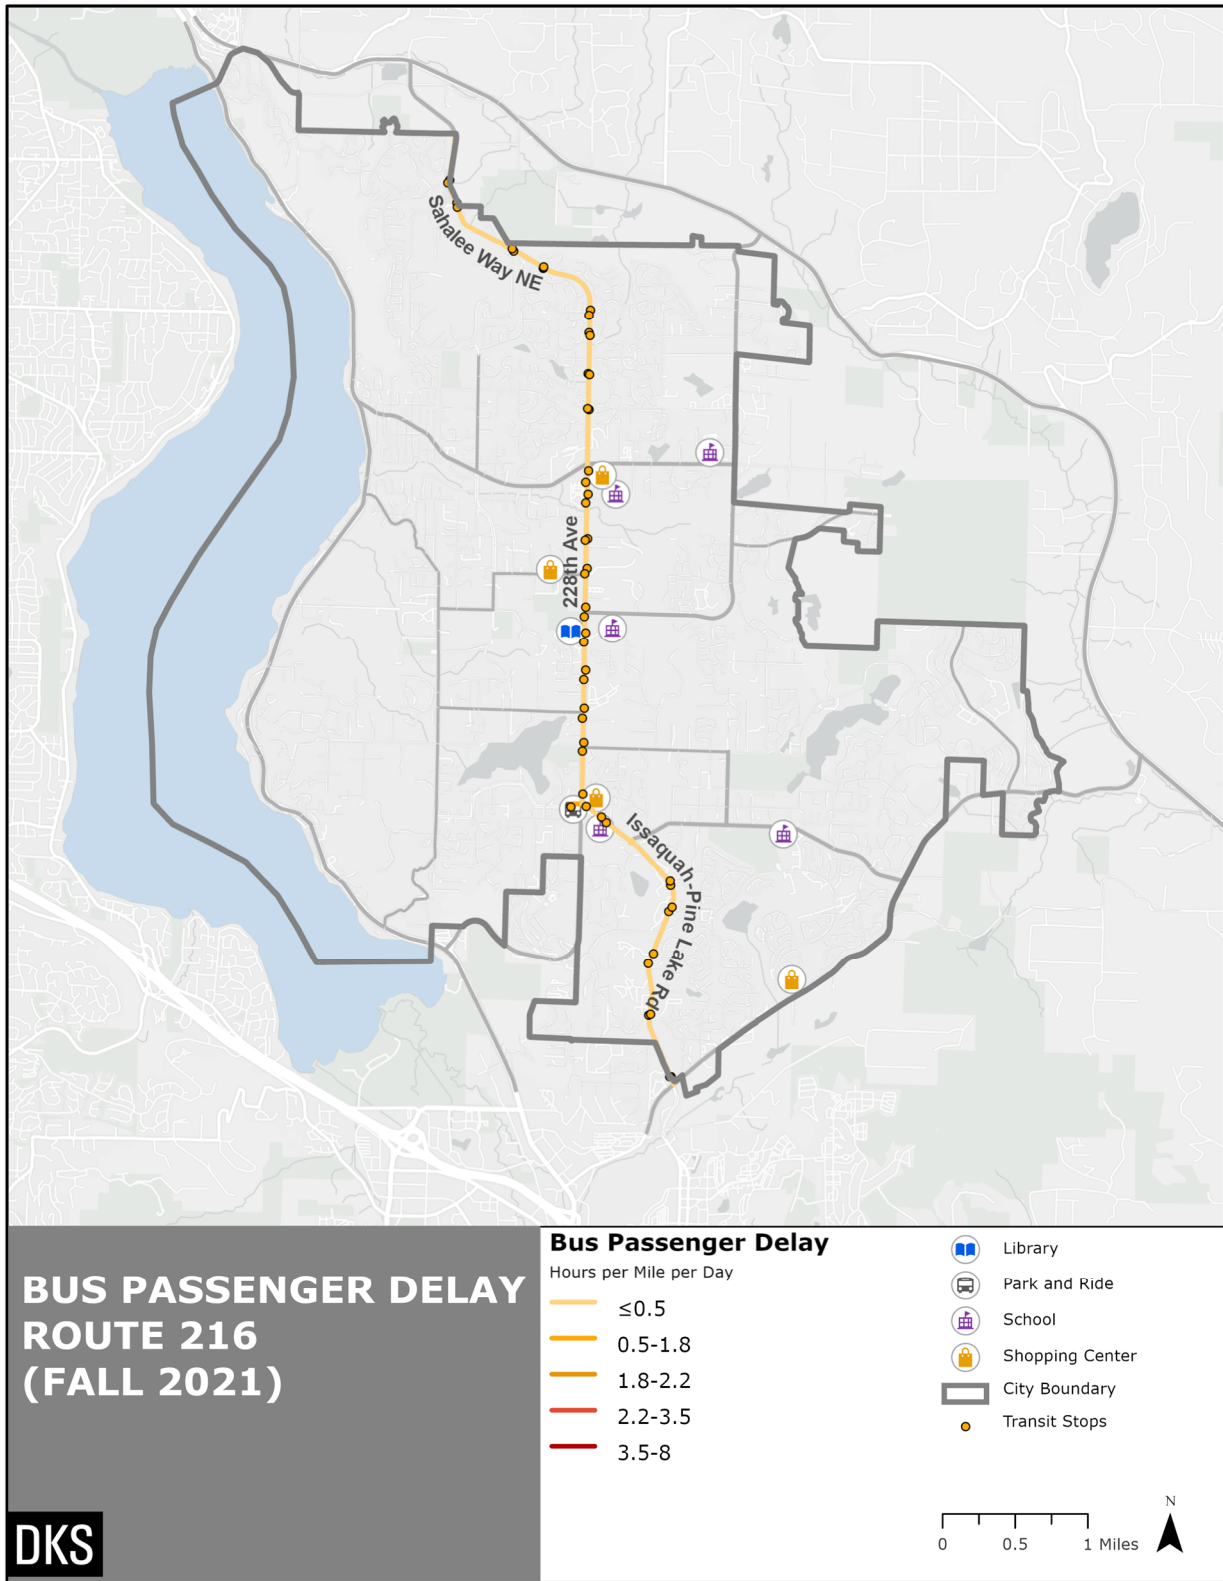 Sahalee Way NE
228th Ave
Issaquah-Pine Lake Rd
BUS PASSENGER DELAY
ROUTE 216
(FALL 2021)
DKS
Bus Passenger Delay
Hours per Mile per Day
≤0.5
0.5-1.8
1.8-2.2
2.2-3.5
3.5-8
Library
Park and Ride
School
Shopping Center
City Boundary
Transit Stops
N
0 0.5 1 Miles